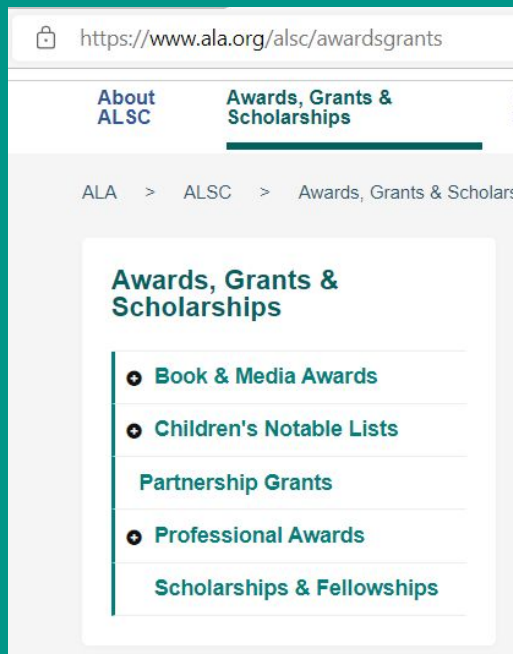 https://www.ala.org/alsc/awardsgrants
About
ALSC
Awards, Grants &
Scholarships
ALA > ALSC > Awards, Grants & Scholars
Awards, Grants &
Scholarships
Book & Media Awards
Children's Notable Lists
Partnership Grants
Professional Awards
Scholarships & Fellowships